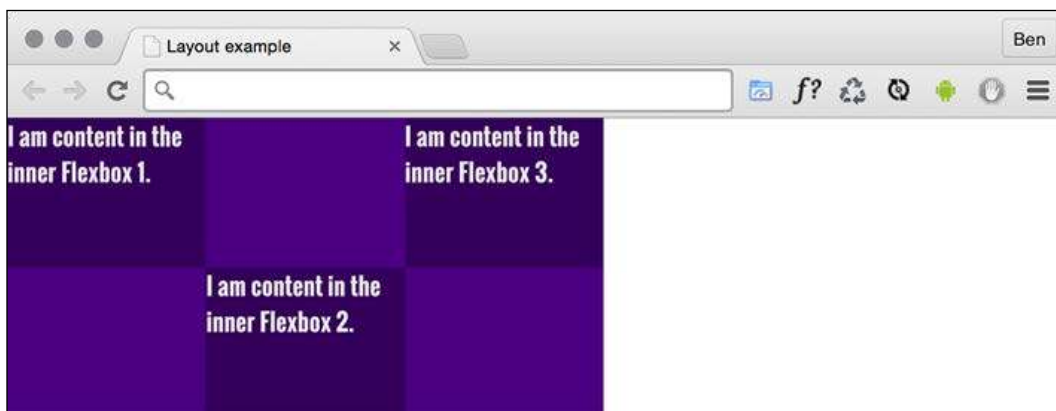 Layout example
Ben
f?
I am content in the
inner Flexbox 1.
I am content in the
inner Flexbox 3.
I am content in the
inner Flexbox 2.